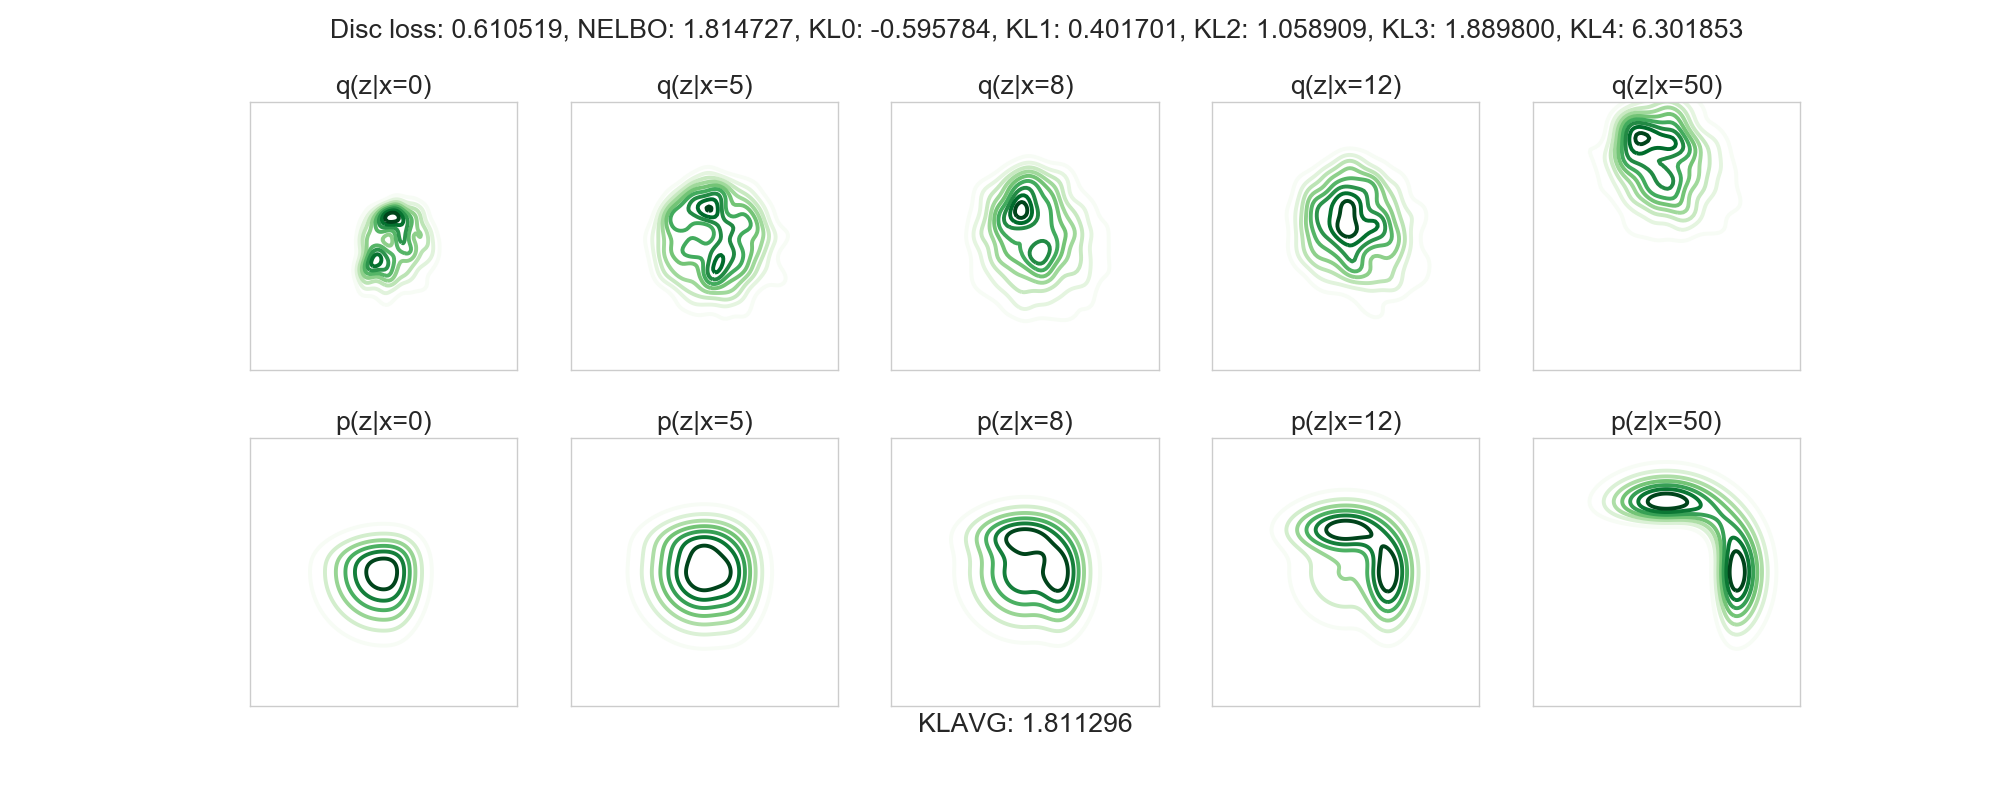 Disc loss: 0.610519, NELBO: 1.814727, KL0: -0.595784, KL1: 0.401701, KL2: 1.058909, KL3: 1.889800, KL4: 6.301853
q(z|x=0) q(z|x=5) q(z|x=8) q(z|x=12) q(z|x=50)
p(z|x=0) p(z|x=5) p(z|x=8) p(z|x=12) p(z|x=50)
KLAVG: 1.811296